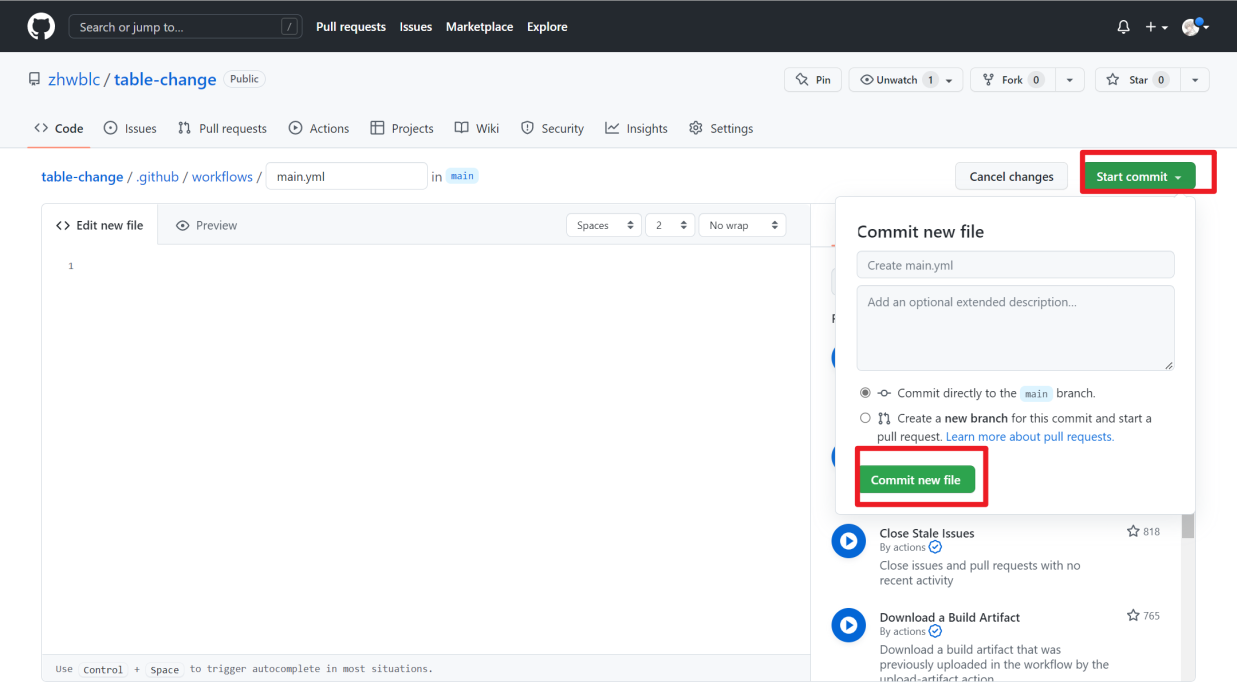 Search or jump to... /
Pull requests Issues Marketplace Explore
zhwblc / table-change Public
Pin Unwatch 1 Fork 0 Star 0
Code Issues Pull requests Actions Projects Wiki Security Insights Settings
table-change / .github / workflows / main.yml in main
Cancel changes Start commit
Edit new file Preview
Spaces 2 No wrap
1
Commit new file
Create main.yml
Add an optional extended description...
Commit directly to the main branch.
Create a new branch for this commit and start a
pull request. Learn more about pull requests.
Commit new file
Close Stale Issues 818
By actions
Close issues and pull requests with no
recent activity
Download a Build Artifact 765
By actions
Download a build artifact that was
previously uploaded in the workflow by the
upload-artifact action
Use Control + Space to trigger autocomplete in most situations.